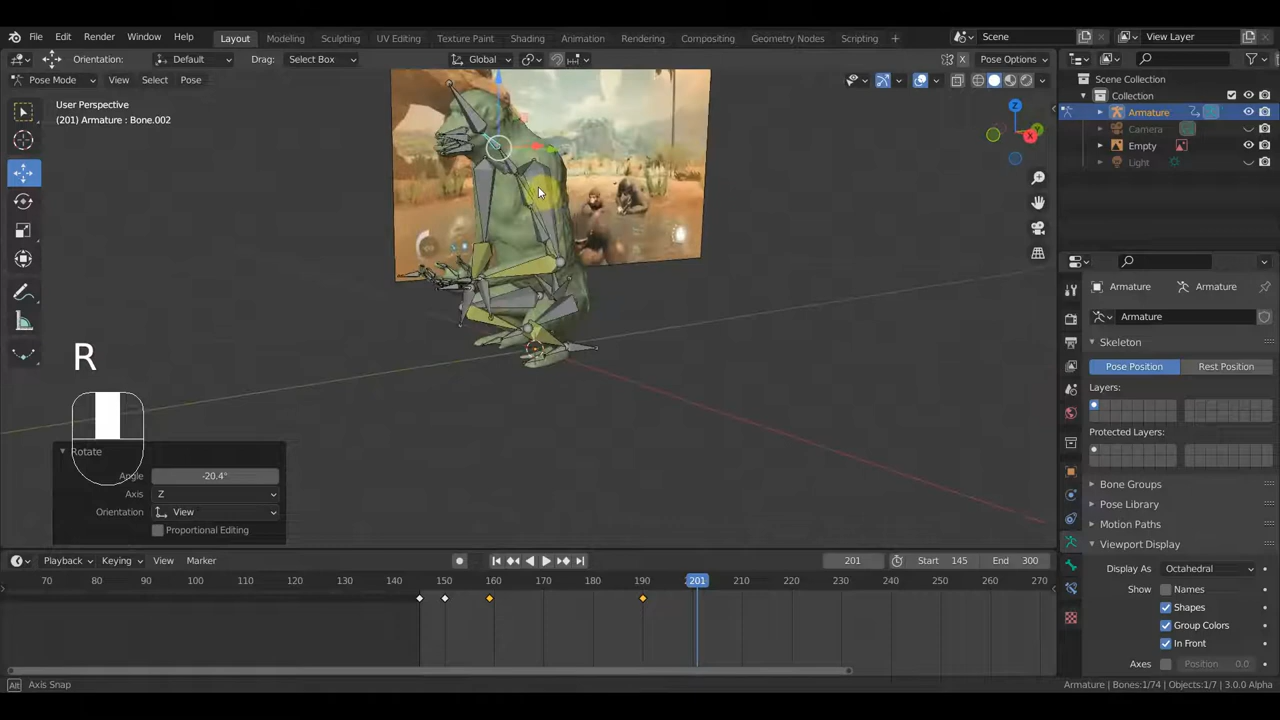 File Edit Render Window Help Layout Modeling Sculpting UV Editing Texture Paint Shading Animation Rendering Compositing Geometry Nodes Scripting + Scene View Layer
Orientation: Default Drag: Select Box Global Pose Options
Pose Mode View Select Pose
Scene Collection
Collection
Armature
Camera
Empty
Light
User Perspective
(201) Armature : Bone.002
Z
X
R
Rotate
Angle -20.4°
Axis Z
Orientation View
Proportional Editing
Armature Armature
Armature
Skeleton
Pose Position Rest Position
Layers:
Protected Layers:
Bone Groups
Pose Library
Motion Paths
Viewport Display
Display As Octahedral
Show Names
Shapes
Group Colors
In Front
Axes Position 0.0
Playback Keying View Marker 201 Start 145 End 300
70 80 90 100 110 120 130 140 150 160 170 180 190 201 210 220 230 240 250 260 270
Alt Axis Snap Armature | Bones:1/74 | Objects:1/7 | 3.0.0 Alpha